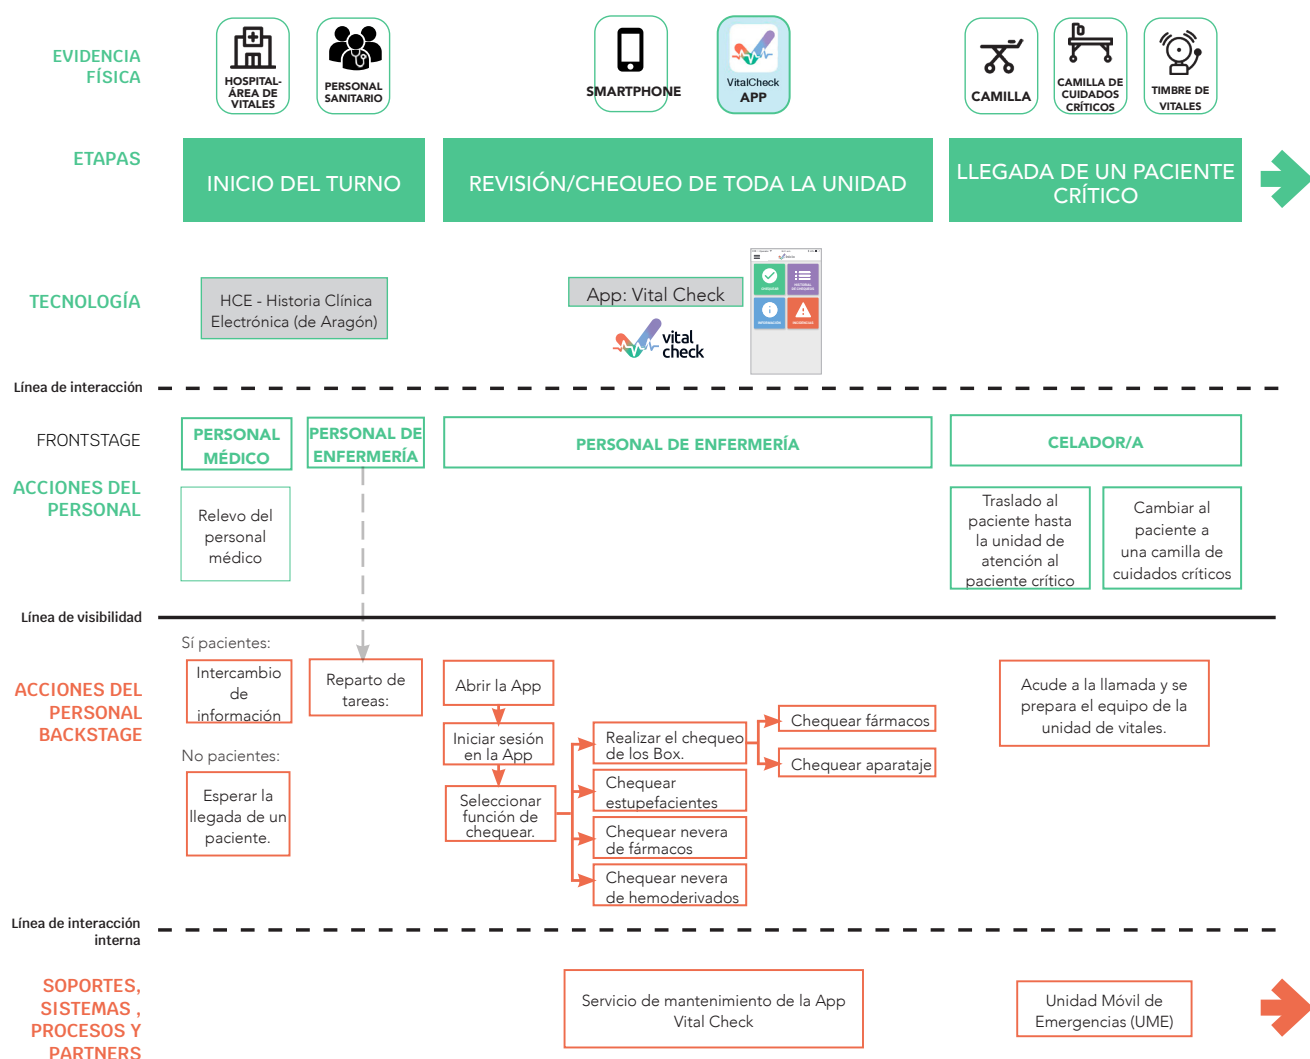 EVIDENCIA
FÍSICA
HOSPITAL-
ÁREA DE
VITALES
PERSONAL
SANITARIO
SMARTPHONE
VitalCheck
APP
CAMILLA
CAMILLA DE
CUIDADOS
CRÍTICOS
TIMBRE DE
VITALES
ETAPAS
INICIO DEL TURNO
REVISIÓN/CHEQUEO DE TODA LA UNIDAD
LLEGADA DE UN PACIENTE
CRÍTICO
TECNOLOGÍA
HCE - Historia Clínica
Electrónica (de Aragón)
App: Vital Check
vital
check
Línea de interacción
FRONTSTAGE
PERSONAL
MÉDICO
PERSONAL DE
ENFERMERÍA
PERSONAL DE ENFERMERÍA
CELADOR/A
ACCIONES DEL
PERSONAL
Relevo del
personal
médico
Traslado al
paciente hasta
la unidad de
atención al
paciente crítico
Cambiar al
paciente a
una camilla de
cuidados críticos
Línea de visibilidad
Sí pacientes:
ACCIONES DEL
PERSONAL
BACKSTAGE
Intercambio
de
información
No pacientes:
Esperar la
llegada de un
paciente.
Reparto de
tareas:
Abrir la App
Iniciar sesión
en la App
Seleccionar
función de
chequear.
Realizar el chequeo
de los Box.
Chequear
estupefacientes
Chequear nevera
de fármacos
Chequear nevera
de hemoderivados
Chequear fármacos
Chequear aparataje
Acude a la llamada y se
prepara el equipo de la
unidad de vitales.
Línea de interacción
interna
SOPORTES,
SISTEMAS ,
PROCESOS Y
PARTNERS
Servicio de mantenimiento de la App
Vital Check
Unidad Móvil de
Emergencias (UME)